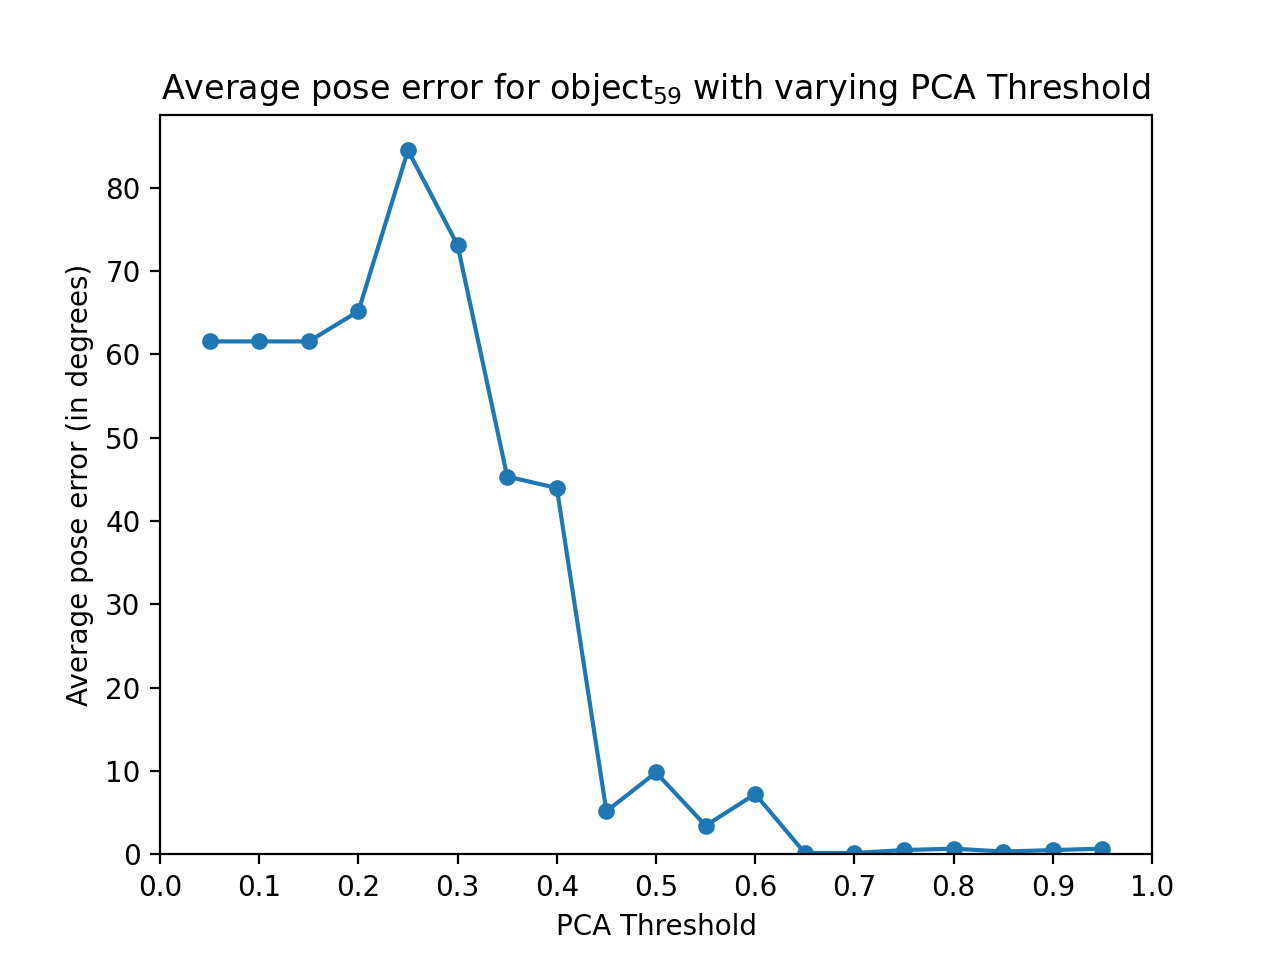 Average pose error for object₅₉ with varying PCA Threshold
Average pose error (in degrees)
80
70
60
50
40
30
20
10
0
0.0 0.1 0.2 0.3 0.4 0.5 0.6 0.7 0.8 0.9 1.0
PCA Threshold